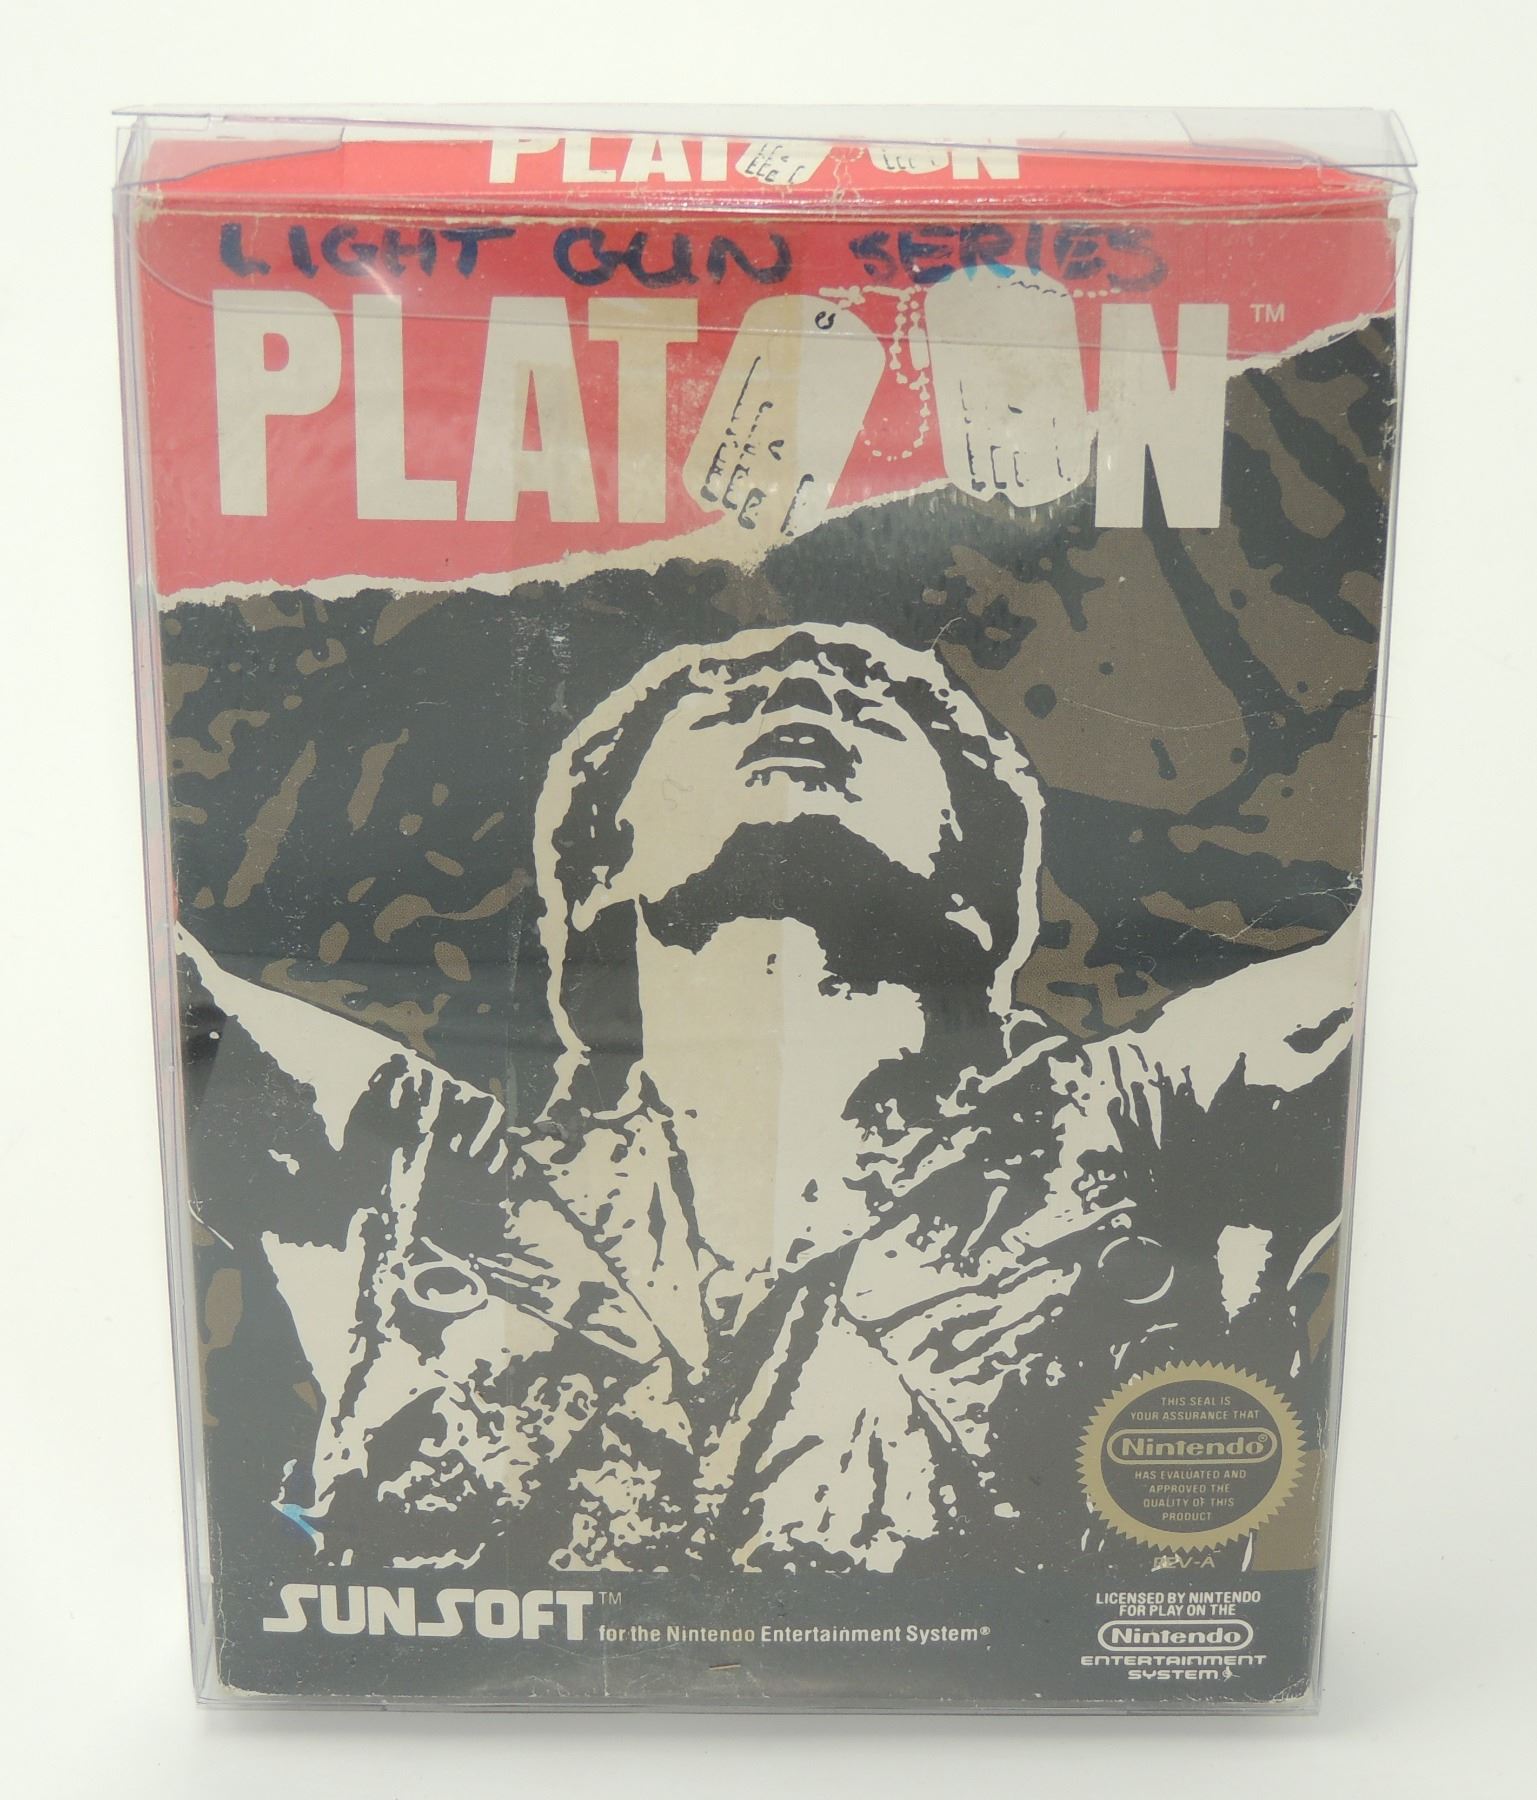 PLATOON
LIGHT GUN SERIES
PLATOON™
THIS SEAL IS
YOUR ASSURANCE THAT
Nintendo®
HAS EVALUATED AND
APPROVED THE
QUALITY OF THIS
PRODUCT
REV-A
SUNSOFT™
for the Nintendo Entertainment System®
LICENSED BY NINTENDO
FOR PLAY ON THE
Nintendo
ENTERTAINMENT
SYSTEM